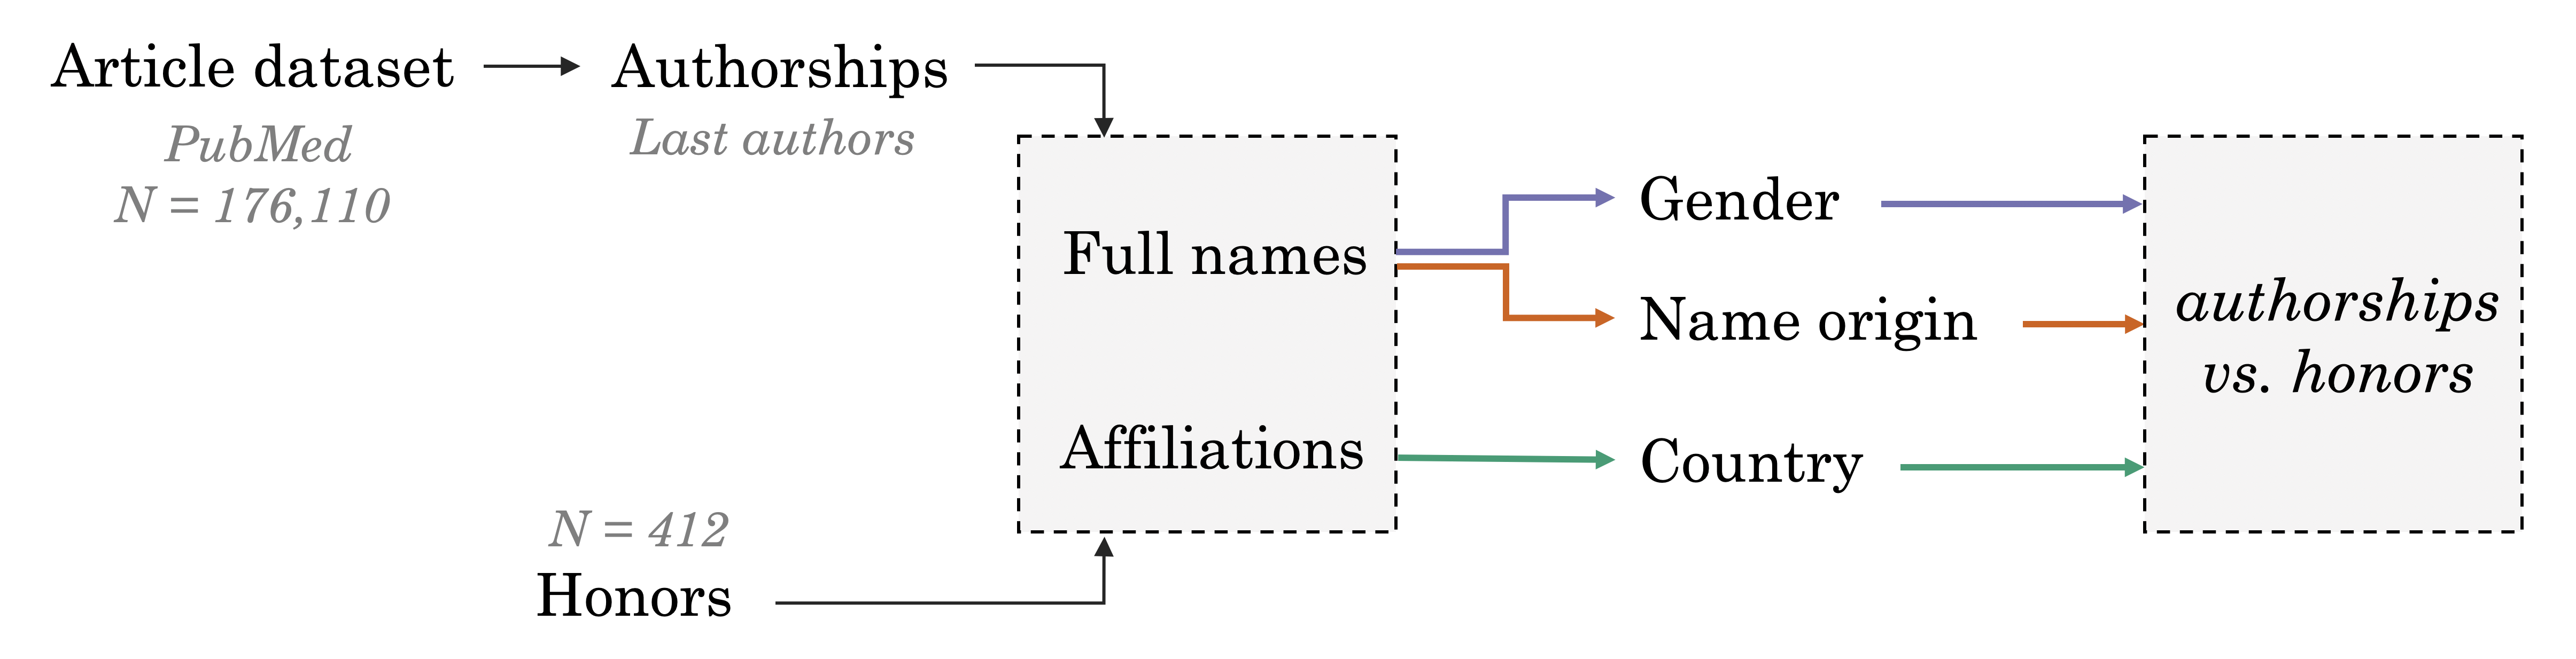 Article dataset
PubMed
N = 176,110
Authorships
Last authors
N = 412
Honors
Full names
Affiliations
Gender
Name origin
Country
authorships
vs. honors